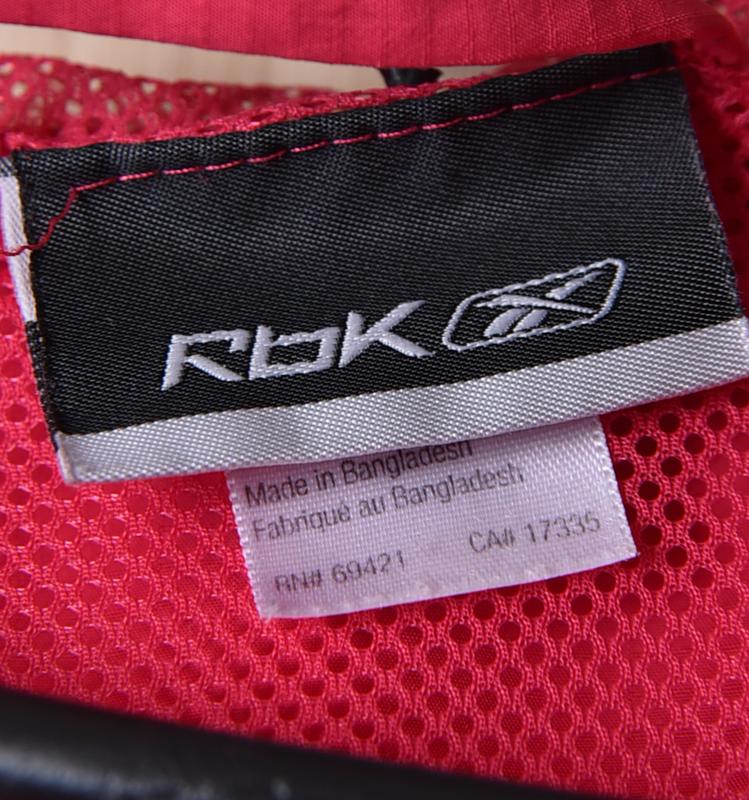 RbK
Made in Bangladesh
Fabriqué au Bangladesh
RN# 69421 CA# 17335